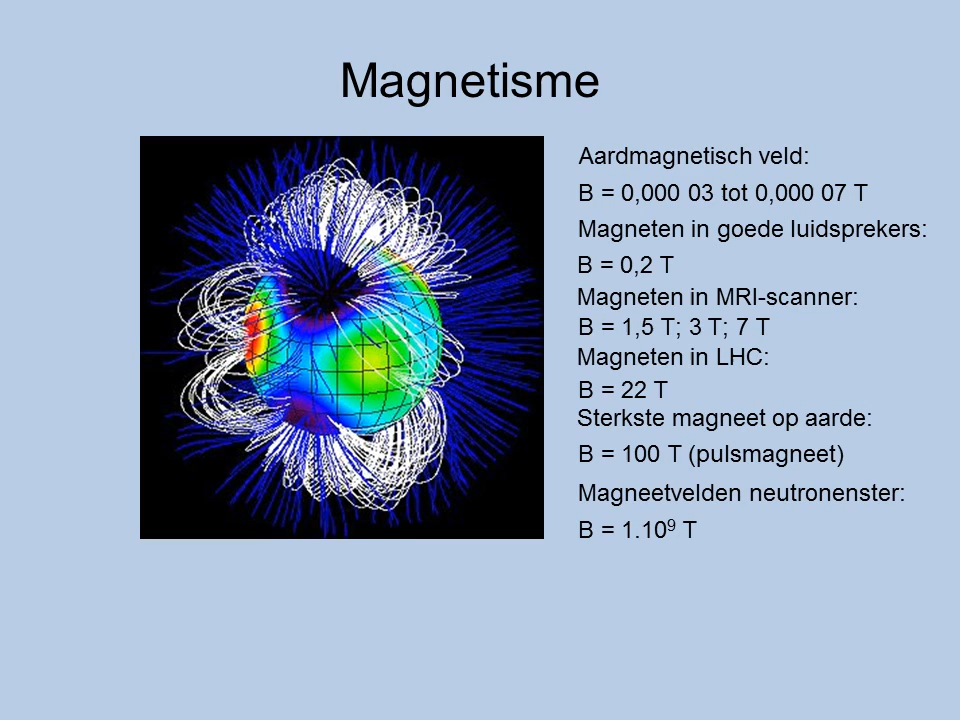 Magnetisme
Aardmagnetisch veld:
B = 0,000 03 tot 0,000 07 T
Magneten in goede luidsprekers:
B = 0,2 T
Magneten in MRI-scanner:
B = 1,5 T; 3 T; 7 T
Magneten in LHC:
B = 22 T
Sterkste magneet op aarde:
B = 100 T (pulsmagneet)
Magneetvelden neutronenster:
B = 1.10⁹ T